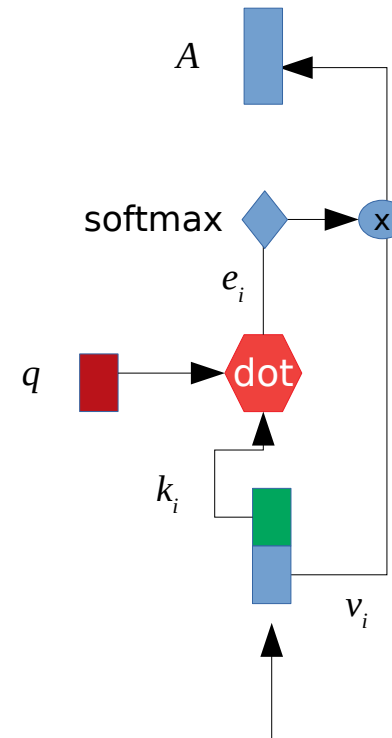 A
softmax
x
e_i
q
dot
k_i
v_i